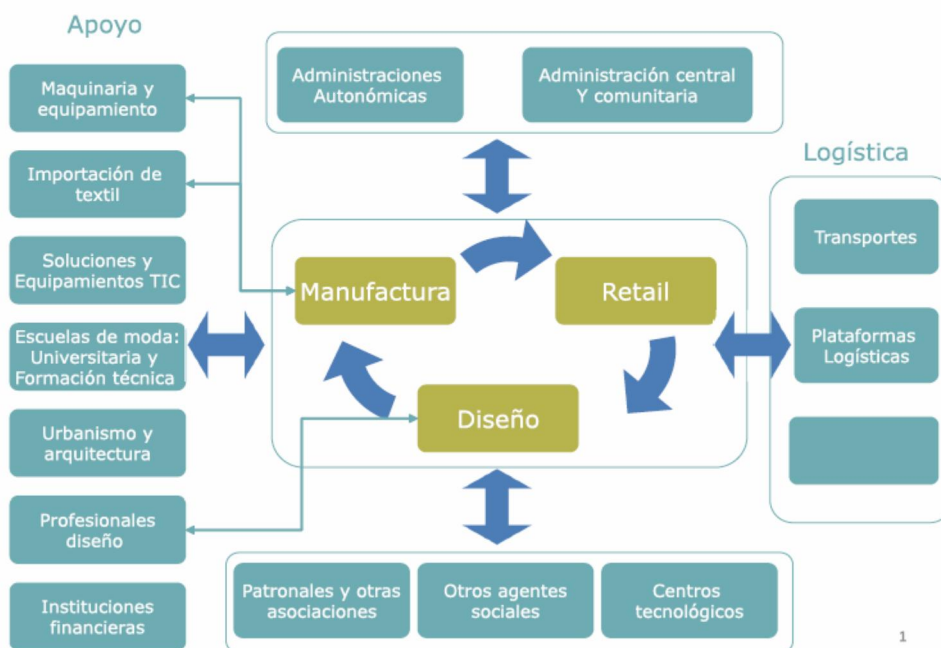 Apoyo
Maquinaria y
equipamiento
Importación de
textil
Soluciones y
Equipamientos TIC
Escuelas de moda:
Universitaria y
Formación técnica
Urbanismo y
arquitectura
Profesionales
diseño
Instituciones
financieras
Administraciones
Autonómicas
Administración central
Y comunitaria
Manufactura
Retail
Diseño
Patronales y otras
asociaciones
Otros agentes
sociales
Centros
tecnológicos
Logística
Transportes
Plataformas
Logísticas
1